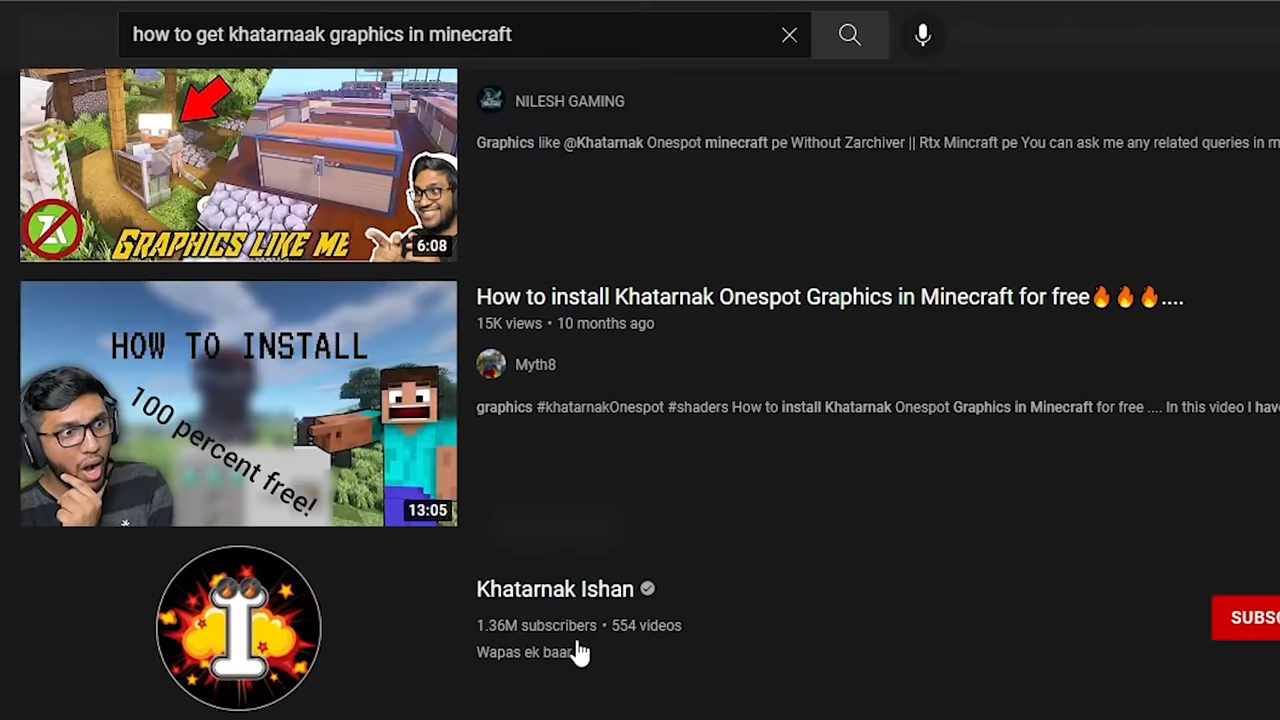 how to get khatarnaak graphics in minecraft
NILESH GAMING
Graphics like @Khatarnak Onespot minecraft pe Without Zarchiver || Rtx Mincraft pe You can ask me any related queries in m
GRAPHICS LIKE ME
6:08
HOW TO INSTALL
100 percent free!
13:05
How to install Khatarnak Onespot Graphics in Minecraft for free🔥🔥🔥....
15K views • 10 months ago
Myth8
graphics #khatarnakOnespot #shaders How to install Khatarnak Onespot Graphics in Minecraft for free .... In this video I hav
I
Khatarnak Ishan
1.36M subscribers • 554 videos
Wapas ek baar
SUBSC